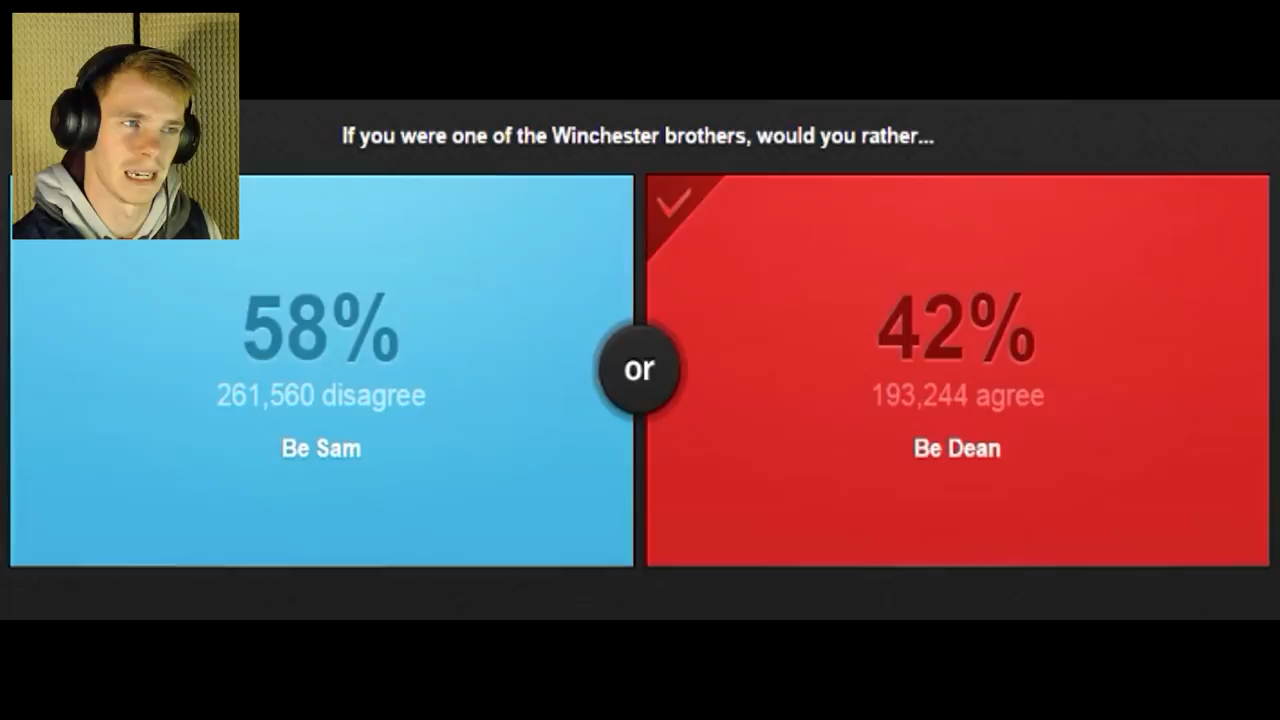 If you were one of the Winchester brothers, would you rather...
58%
261,560 disagree
Be Sam
or
42%
193,244 agree
Be Dean